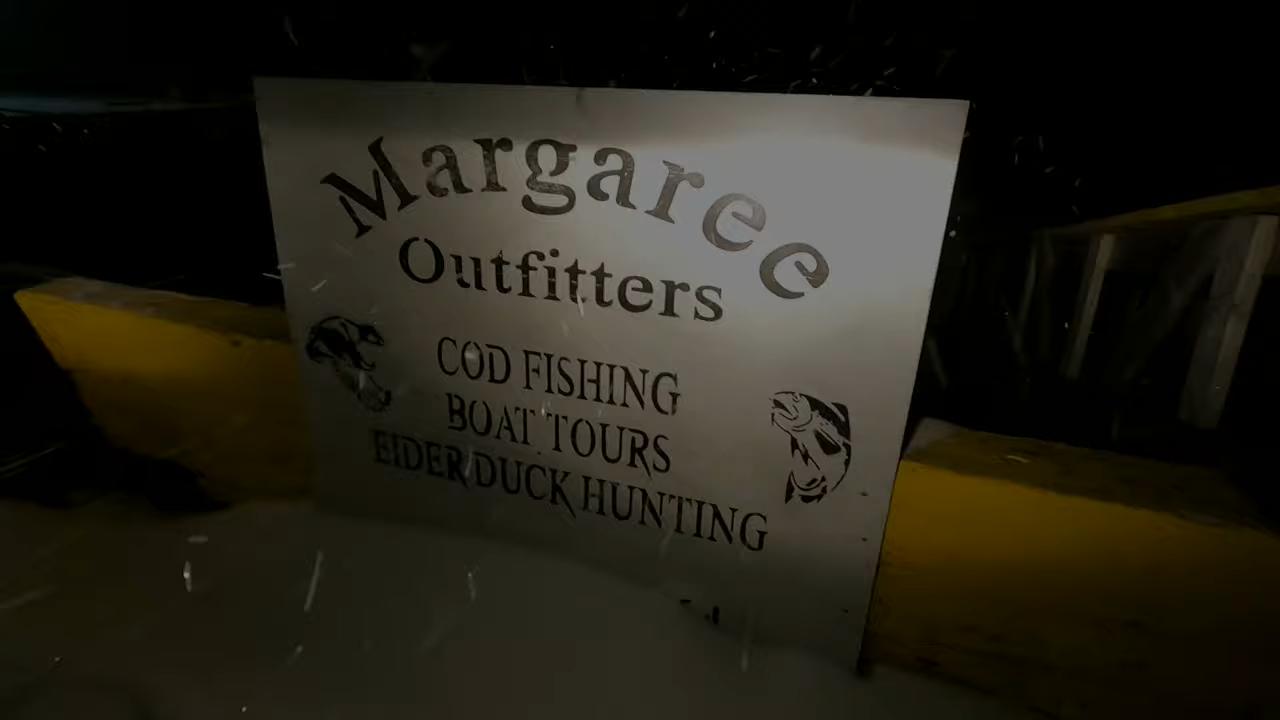 Margaree
Outfitters
COD FISHING
BOAT TOURS
EIDER DUCK HUNTING